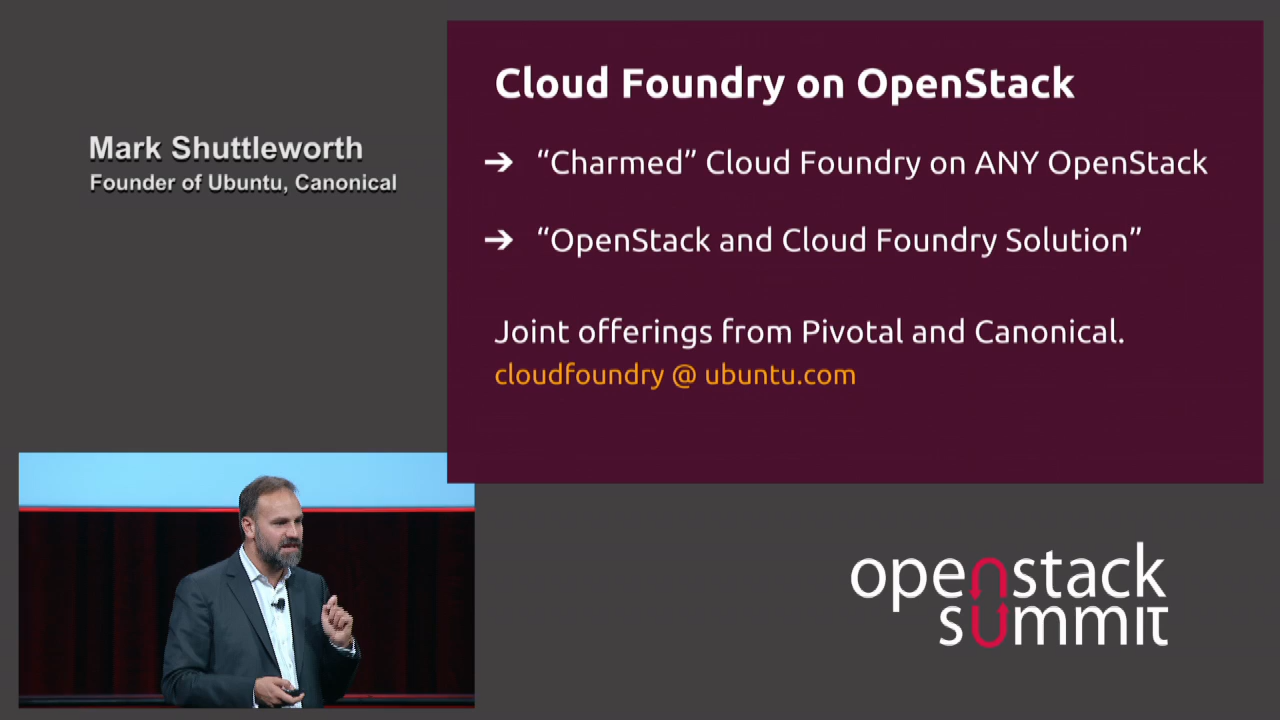 Mark Shuttleworth
Founder of Ubuntu, Canonical
Cloud Foundry on OpenStack
➔ “Charmed” Cloud Foundry on ANY OpenStack
➔ “OpenStack and Cloud Foundry Solution”
Joint offerings from Pivotal and Canonical.
cloudfoundry @ ubuntu.com
openstack
summit